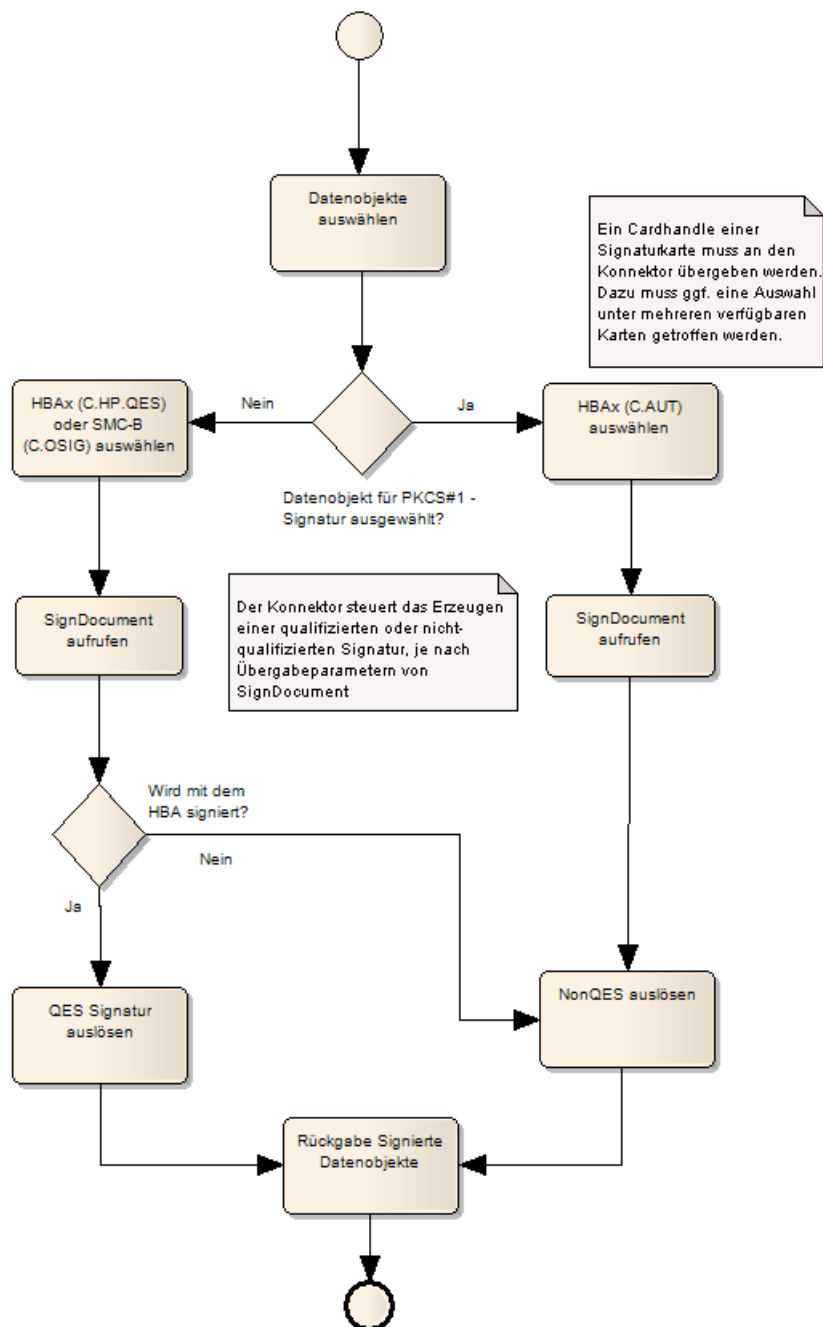 Datenobjekte
auswählen
Ein Cardhandle einer
Signaturkarte muss an den
Konnektor übergeben werden.
Dazu muss ggf. eine Auswahl
unter mehreren verfügbaren
Karten getroffen werden.
HBAx (C.HP.QES)
oder SMC-B
(C.OSIG) auswählen
Nein
Ja
HBAx (C.AUT)
auswählen
Datenobjekt für PKCS#1 -
Signatur ausgewählt?
SignDocument
aufrufen
Der Konnektor steuert das Erzeugen
einer qualifizierten oder nicht-
qualifizierten Signatur, je nach
Übergabeparametern von
SignDocument
SignDocument
aufrufen
Wird mit dem
HBA signiert?
Nein
Ja
QES Signatur
auslösen
NonQES auslösen
Rückgabe Signierte
Datenobjekte